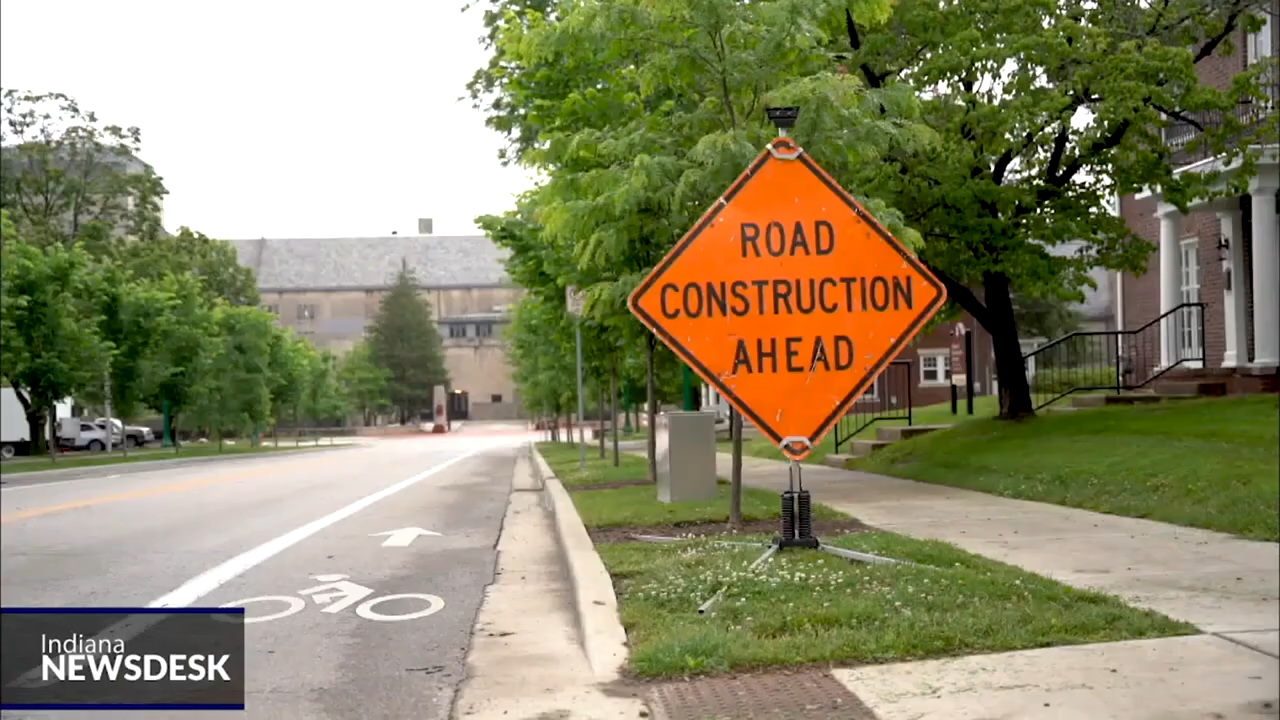 ROAD
CONSTRUCTION
AHEAD
Indiana
NEWSDESK